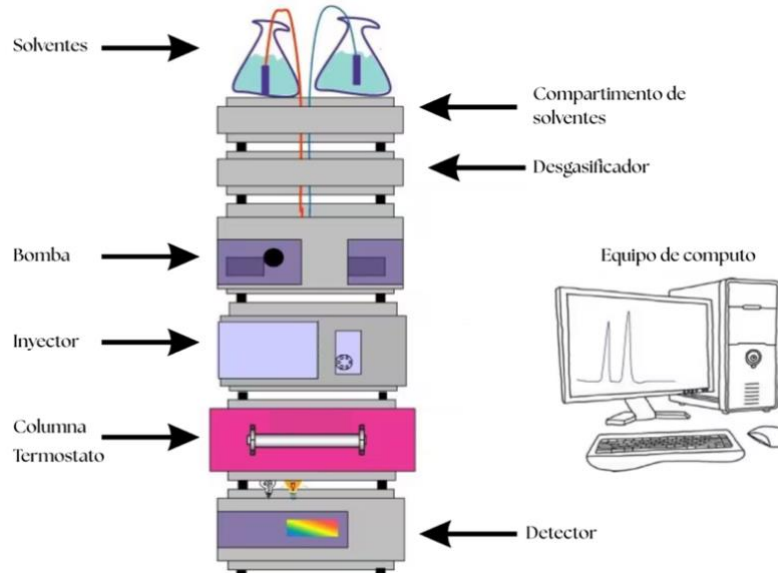 Solventes
Compartimento de
solventes
Desgasificador
Bomba
Equipo de computo
Inyector
Columna
Termostato
Detector